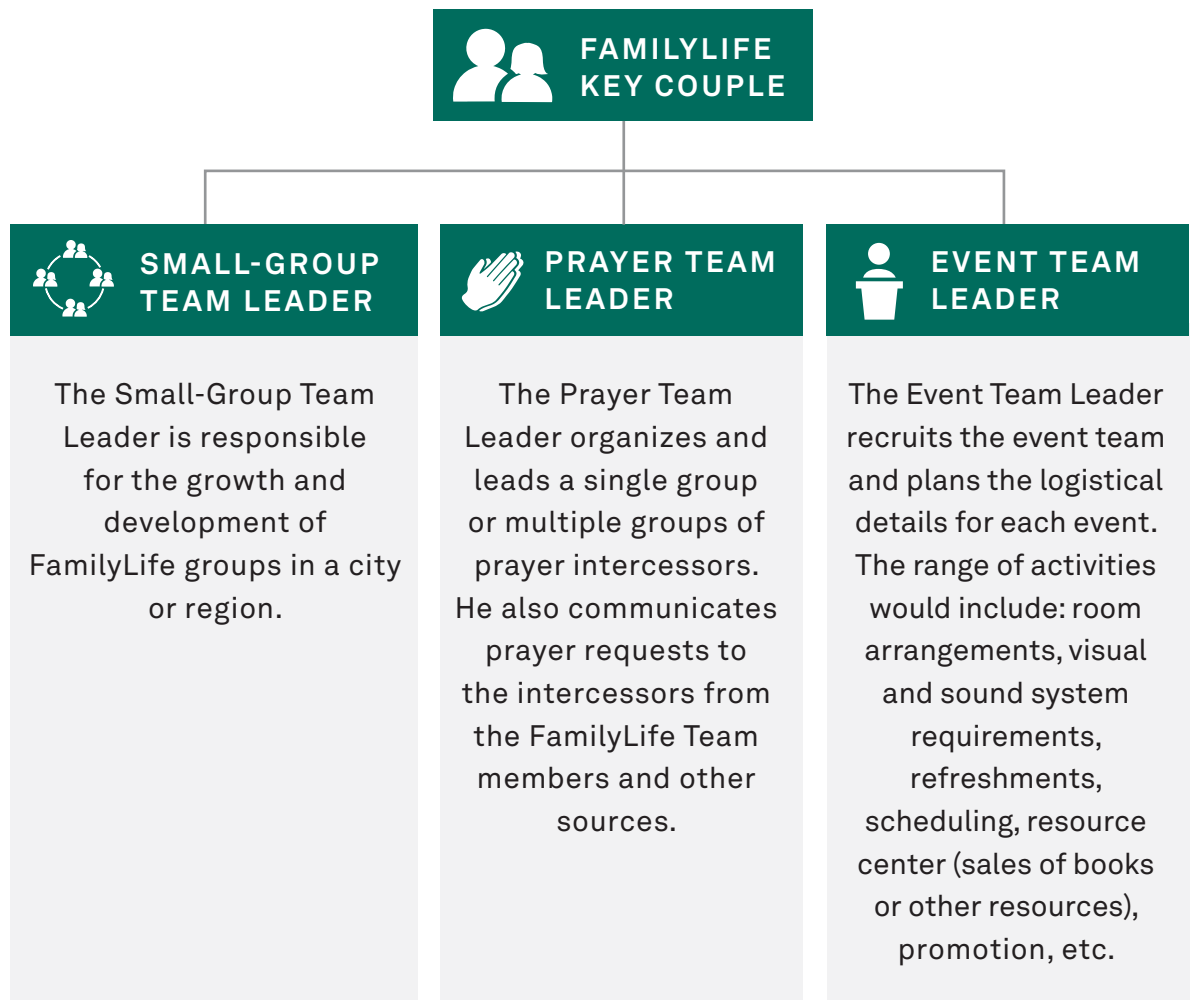 FAMILYLIFE
KEY COUPLE
SMALL-GROUP
TEAM LEADER
The Small-Group Team
Leader is responsible
for the growth and
development of
FamilyLife groups in a city
or region.
PRAYER TEAM
LEADER
The Prayer Team
Leader organizes and
leads a single group
or multiple groups of
prayer intercessors.
He also communicates
prayer requests to
the intercessors from
the FamilyLife Team
members and other
sources.
EVENT TEAM
LEADER
The Event Team Leader
recruits the event team
and plans the logistical
details for each event.
The range of activities
would include: room
arrangements, visual
and sound system
requirements,
refreshments,
scheduling, resource
center (sales of books
or other resources),
promotion, etc.